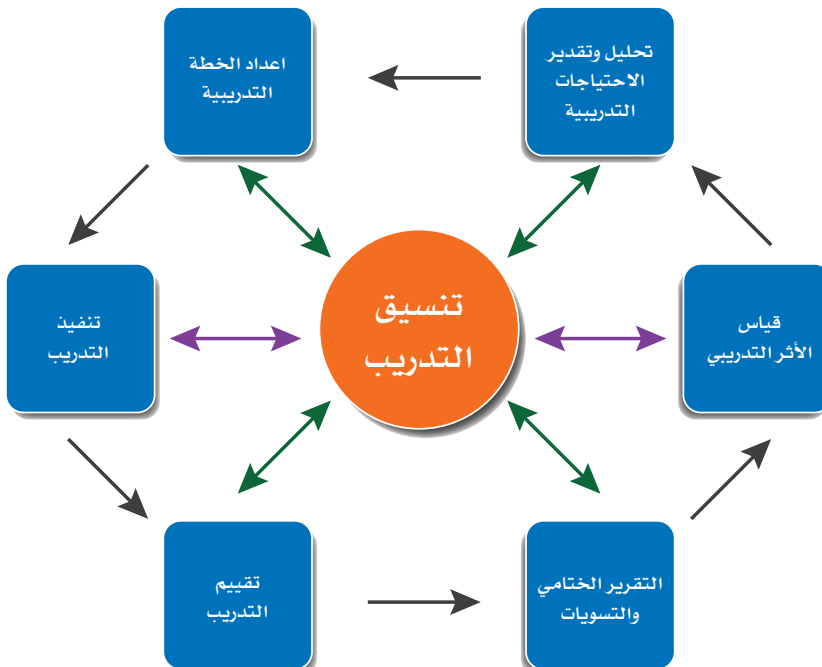 تحليل وتقدير
الاحتياجات
التدريبية
اعداد الخطة
التدريبية
تنفيذ
التدريب
تقييم
التدريب
التقرير الختامي
والتسويات
قياس
الأثر التدريبي
تنسيق
التدريب